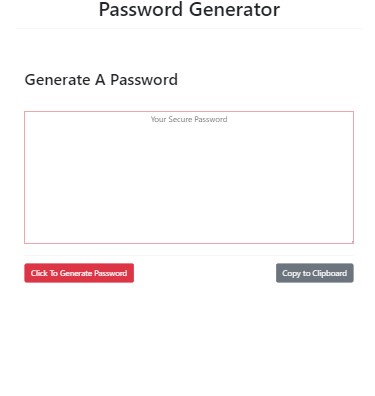 Password Generator
Generate A Password
Your Secure Password
Click To Generate Password
Copy to Clipboard